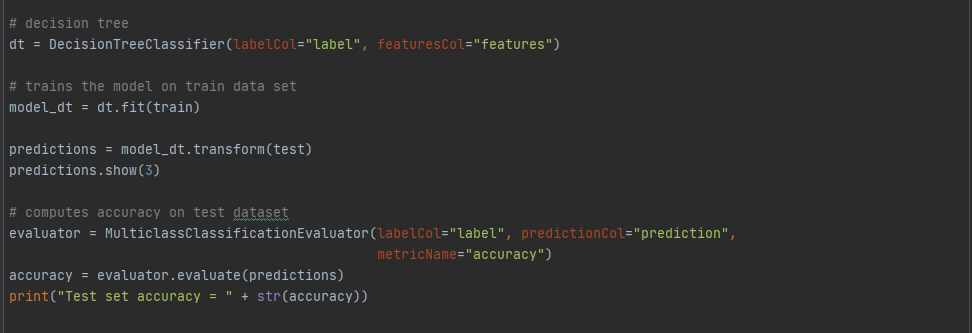 # decision tree
dt = DecisionTreeClassifier(labelCol="label", featuresCol="features")
# trains the model on train data set
model_dt = dt.fit(train)
predictions = model_dt.transform(test)
predictions.show(3)
# computes accuracy on test dataset
evaluator = MulticlassClassificationEvaluator(labelCol="label", predictionCol="prediction",
metricName="accuracy")
accuracy = evaluator.evaluate(predictions)
print("Test set accuracy = " + str(accuracy))